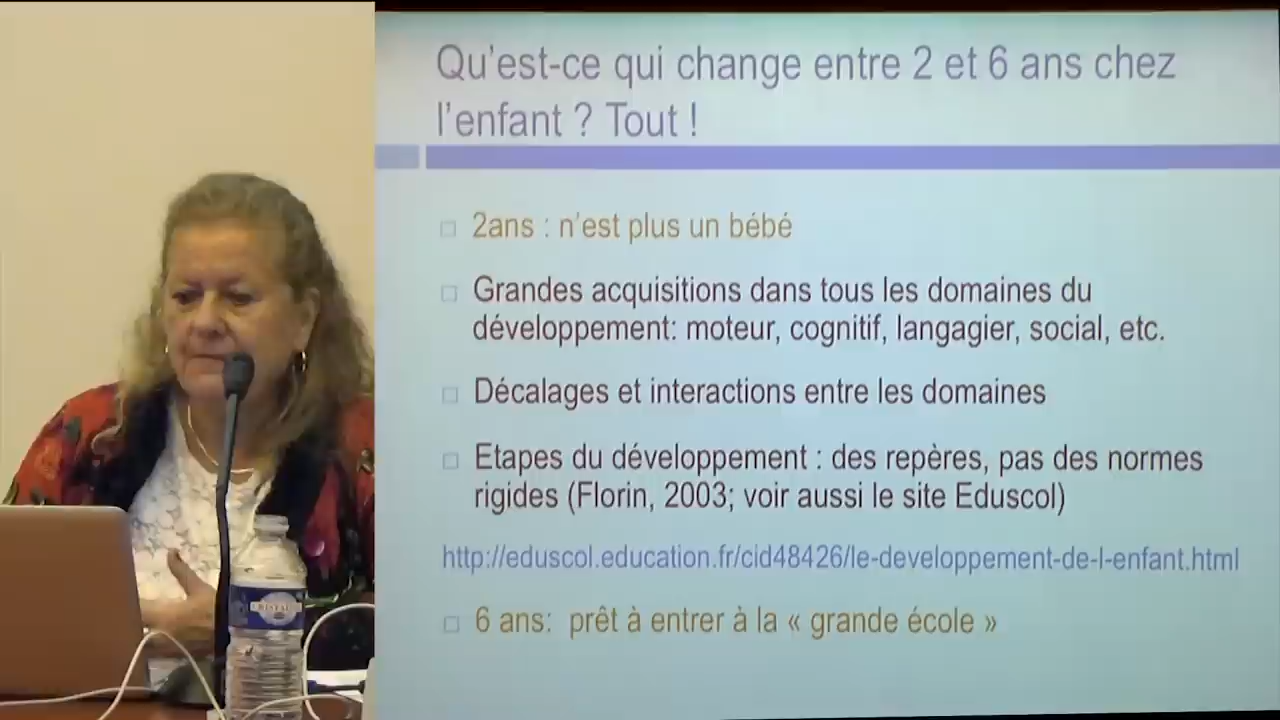 Qu'est-ce qui change entre 2 et 6 ans chez
l'enfant ? Tout !
2ans : n'est plus un bébé
Grandes acquisitions dans tous les domaines du
développement: moteur, cognitif, langagier, social, etc.
Décalages et interactions entre les domaines
Etapes du développement : des repères, pas des normes
rigides (Florin, 2003; voir aussi le site Eduscol)
http://eduscol.education.fr/cid48426/le-developpement-de-l-enfant.html
6 ans:  prêt à entrer à la « grande école »